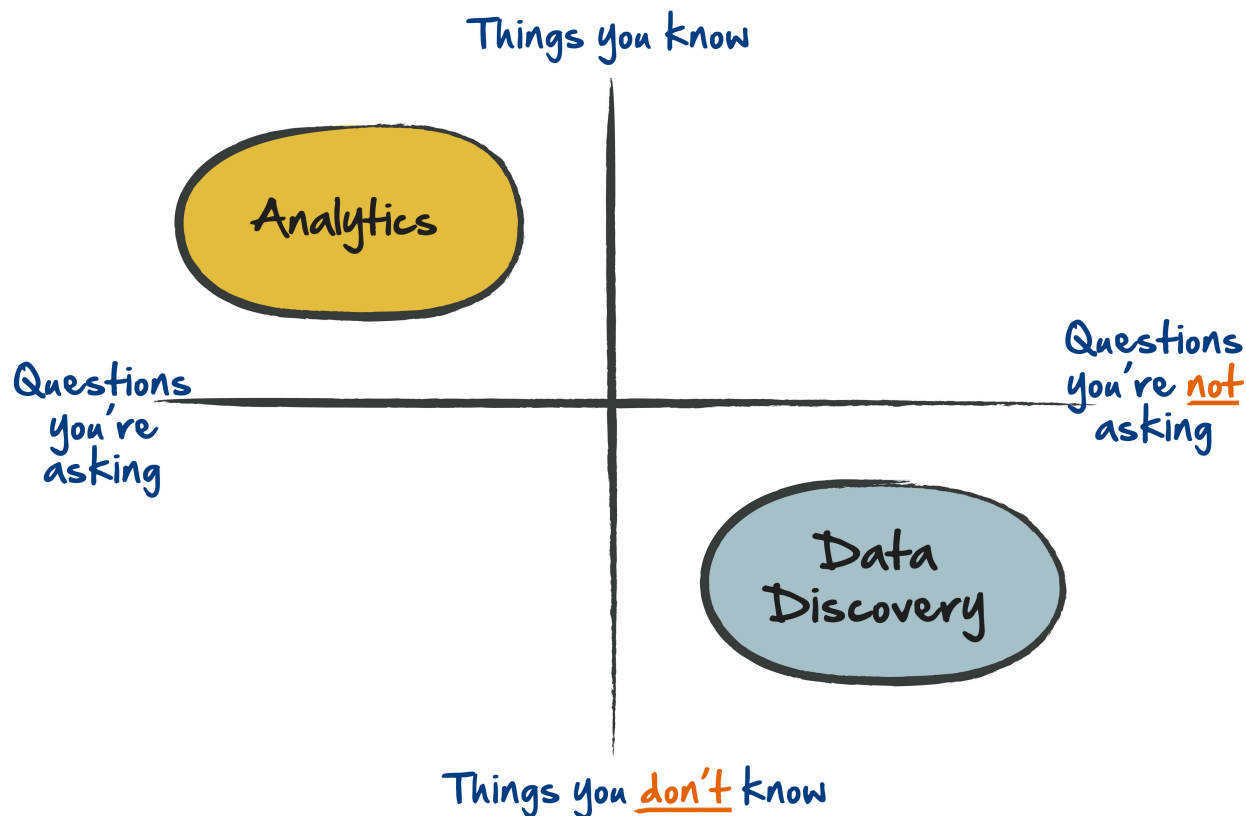 Things you know
Analytics
Questions
you're
asking
Questions
you're not
asking
Data
Discovery
Things you don't know